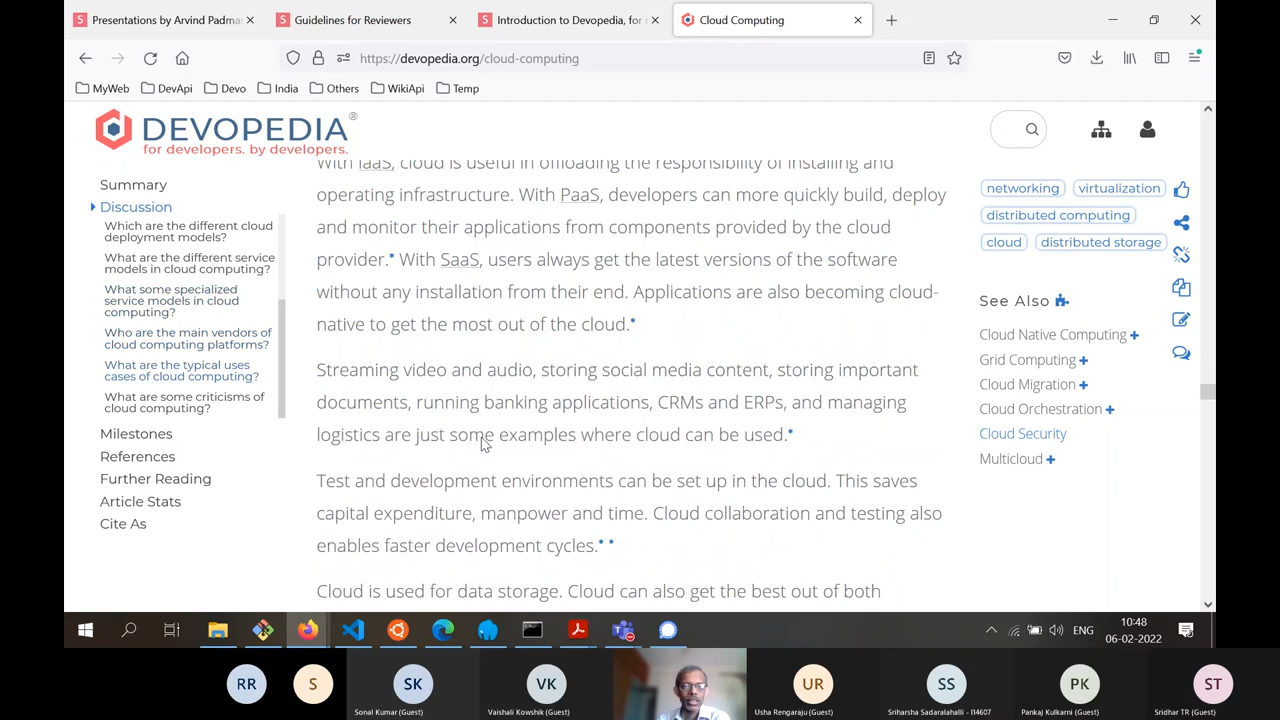 Presentations by Arvind Padma
Guidelines for Reviewers
Introduction to Devopedia, for
Cloud Computing
https://devopedia.org/cloud-computing
MyWeb
DevApi
Devo
India
Others
WikiApi
Temp
DEVOPEDIA®
for developers. by developers.
Summary
Discussion
Which are the different cloud
deployment models?
What are the different service
models in cloud computing?
What some specialized
service models in cloud
computing?
Who are the main vendors of
cloud computing platforms?
What are the typical uses
cases of cloud computing?
What are some criticisms of
cloud computing?
Milestones
References
Further Reading
Article Stats
Cite As
With IaaS, cloud is useful in offloading the responsibility of installing and
operating infrastructure. With PaaS, developers can more quickly build, deploy
and monitor their applications from components provided by the cloud
provider.* With SaaS, users always get the latest versions of the software
without any installation from their end. Applications are also becoming cloud-
native to get the most out of the cloud.*
Streaming video and audio, storing social media content, storing important
documents, running banking applications, CRMs and ERPs, and managing
logistics are just some examples where cloud can be used.*
Test and development environments can be set up in the cloud. This saves
capital expenditure, manpower and time. Cloud collaboration and testing also
enables faster development cycles.* *
Cloud is used for data storage. Cloud can also get the best out of both
networking
virtualization
distributed computing
cloud
distributed storage
See Also
Cloud Native Computing +
Grid Computing +
Cloud Migration +
Cloud Orchestration +
Cloud Security
Multicloud +
ENG
10:48
06-02-2022
RR
S
SK
Sonal Kumar (Guest)
VK
Vaishali Kowshik (Guest)
UR
Usha Rengaraju (Guest)
SS
Sriharsha Sadaralahalli - I14607
PK
Pankaj Kulkarni (Guest)
ST
Sridhar TR (Guest)